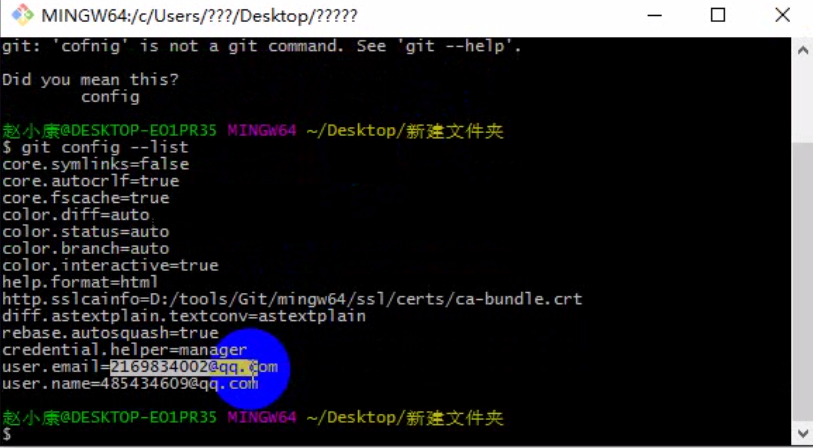 MINGW64:/c/Users/???/Desktop/?????
git: 'cofnig' is not a git command. See 'git --help'.
Did you mean this?
config
赵小康@DESKTOP-EO1PR35 MINGW64 ~/Desktop/新建文件夹
$ git config --list
core.symlinks=false
core.autocrlf=true
core.fscache=true
color.diff=auto
color.status=auto
color.branch=auto
color.interactive=true
help.format=html
http.sslcainfo=D:/tools/Git/mingw64/ssl/certs/ca-bundle.crt
diff.astextplain.textconv=astextplain
rebase.autosquash=true
credential.helper=manager
user.email=2169834002@qq.com
user.name=485434609@qq.com
赵小康@DESKTOP-EO1PR35 MINGW64 ~/Desktop/新建文件夹
$